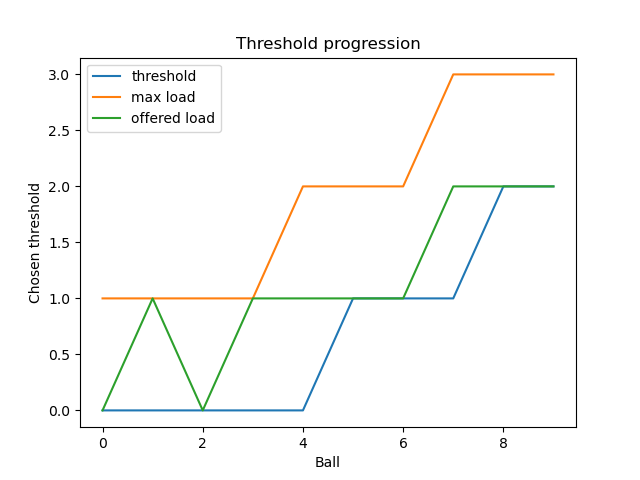 Threshold progression
threshold
max load
offered load
3.0
2.5
2.0
1.5
1.0
0.5
0.0
Chosen threshold
0 2 4 6 8
Ball